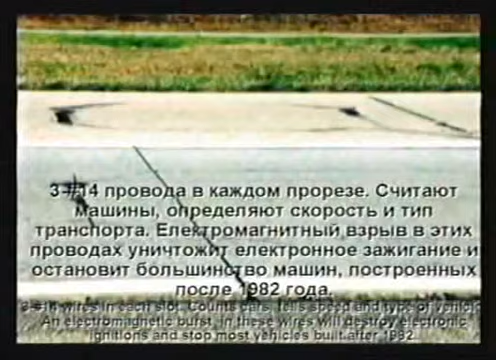 3-#14 провода в каждом прорезе. Считают
машины, определяют скорость и тип
транспорта. Електромагнитный взрыв в этих
проводах уничтожит електронное зажигание и
остановит большинство машин, построенных
после 1982 года.
3-#14 wires in each slot. Counts cars, tells speed and type of vehicle.
An electromagnetic burst in these wires will destroy electronic
ignitions and stop most vehicles built after 1982.